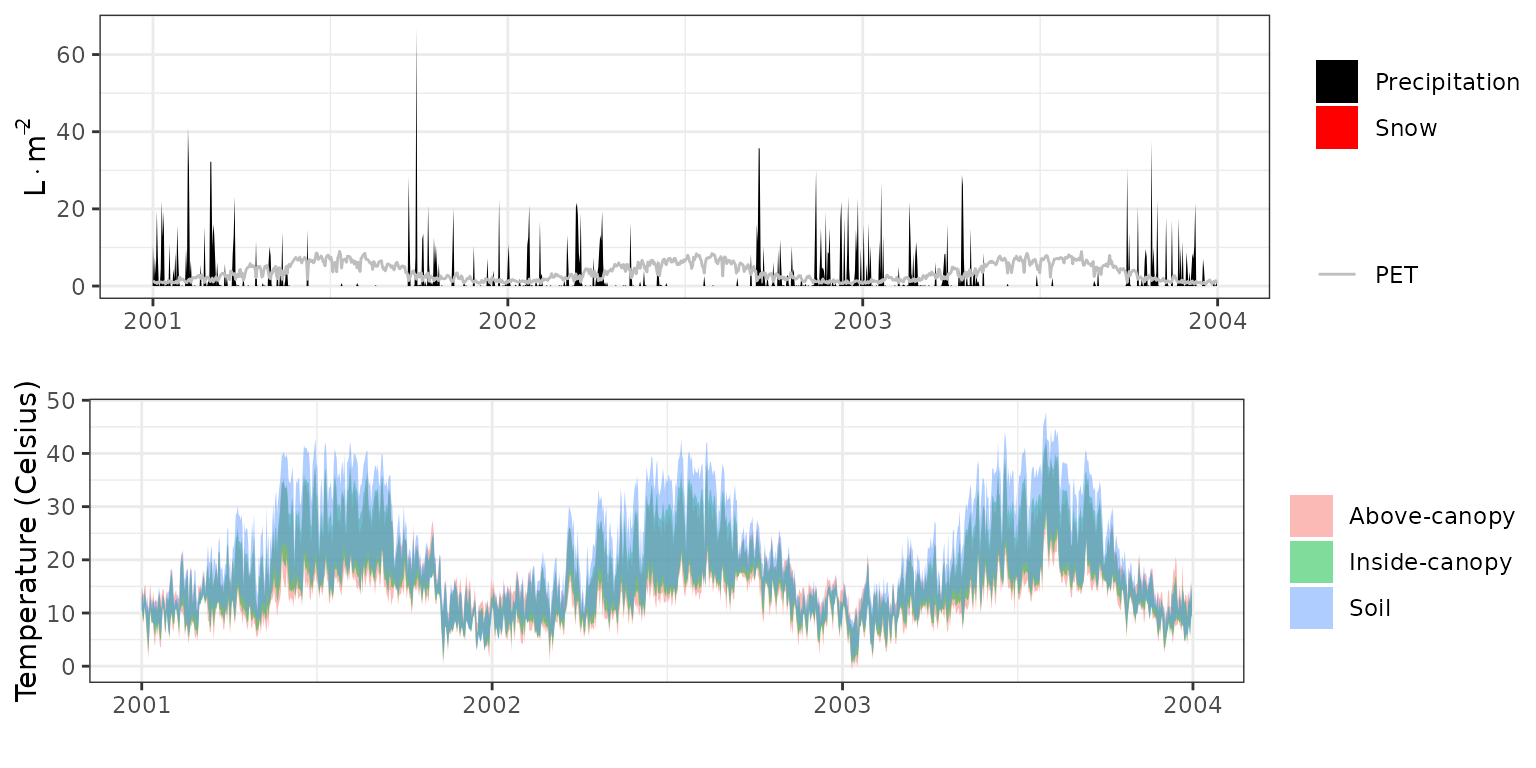 L · m⁻²
60
40
20
0
2001
2002
2003
2004
Precipitation
Snow
PET
Temperature (Celsius)
50
40
30
20
10
0
2001
2002
2003
2004
Above-canopy
Inside-canopy
Soil